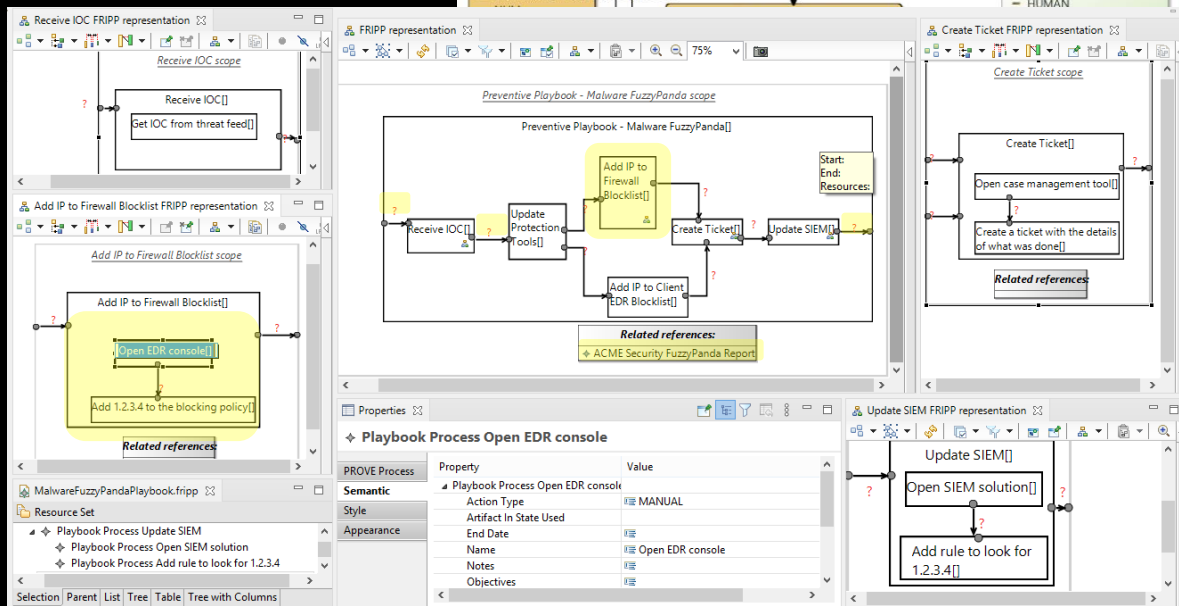 HUMAN
Receive IOC FRIPP representation
Receive IOC scope
?
Receive IOC[]
Get IOC from threat feed[]
?
Add IP to Firewall Blocklist FRIPP representation
Add IP to Firewall Blocklist scope
Add IP to Firewall Blocklist[]
?
?
Open EDR console[]
?
Add 1.2.3.4 to the blocking policy[]
Related references:
MalwareFuzzyPandaPlaybook.fripp
Resource Set
Playbook Process Update SIEM
Playbook Process Open SIEM solution
Playbook Process Add rule to look for 1.2.3.4
Selection Parent List Tree Table Tree with Columns
FRIPP representation
75%
Preventive Playbook - Malware FuzzyPanda scope
Preventive Playbook - Malware FuzzyPanda[]
Start:
End:
Resources:
Add IP to
Firewall
Blocklist[]
?
?
?
Receive IOC[]
?
Update
Protection
Tools[]
?
Create Ticket[]
?
Update SIEM[]
?
Add IP to Client
EDR Blocklist[]
?
Related references:
ACME Security FuzzyPanda Report
Properties
Playbook Process Open EDR console
PROVE Process
Semantic
Style
Appearance
Property Value
Playbook Process Open EDR console
Action Type MANUAL
Artifact In State Used
End Date
Name Open EDR console
Notes
Objectives
Create Ticket FRIPP representation
Create Ticket scope
Create Ticket[]
?
?
Open case management tool[]
?
?
Create a ticket with the details
of what was done[]
Related references:
Update SIEM FRIPP representation
Update SIEM[]
?
Open SIEM solution[]
?
?
Add rule to look for
1.2.3.4[]